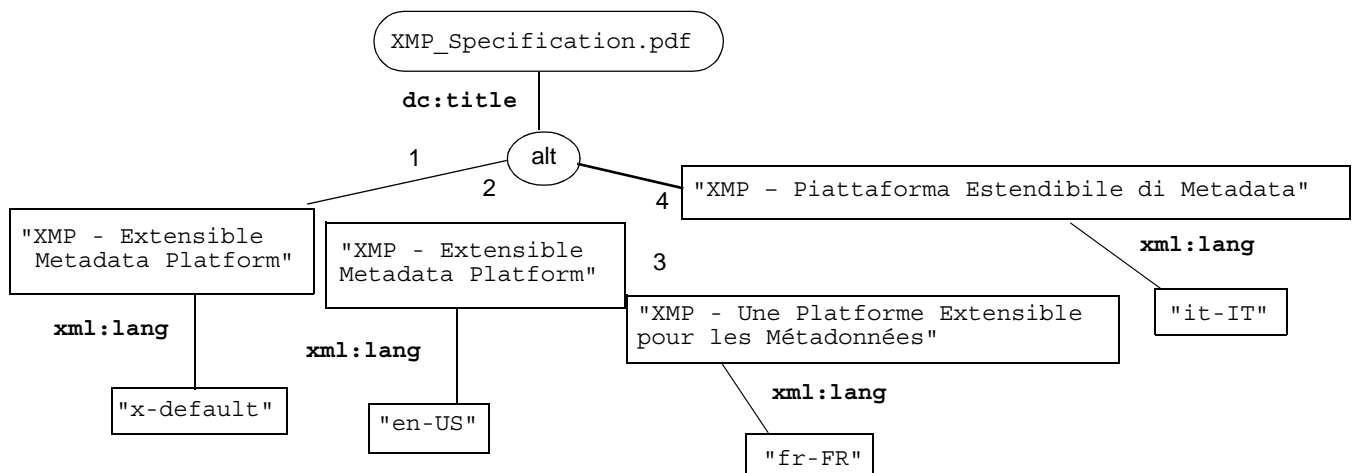 XMP_Specification.pdf
dc:title
alt
1
2
4
3
"XMP – Piattaforma Estendibile di Metadata"
"XMP - Extensible
Metadata Platform"
"XMP - Extensible
Metadata Platform"
"XMP - Une Platforme Extensible
pour les Métadonnées"
xml:lang
"it-IT"
xml:lang
xml:lang
xml:lang
"x-default"
"en-US"
"fr-FR"